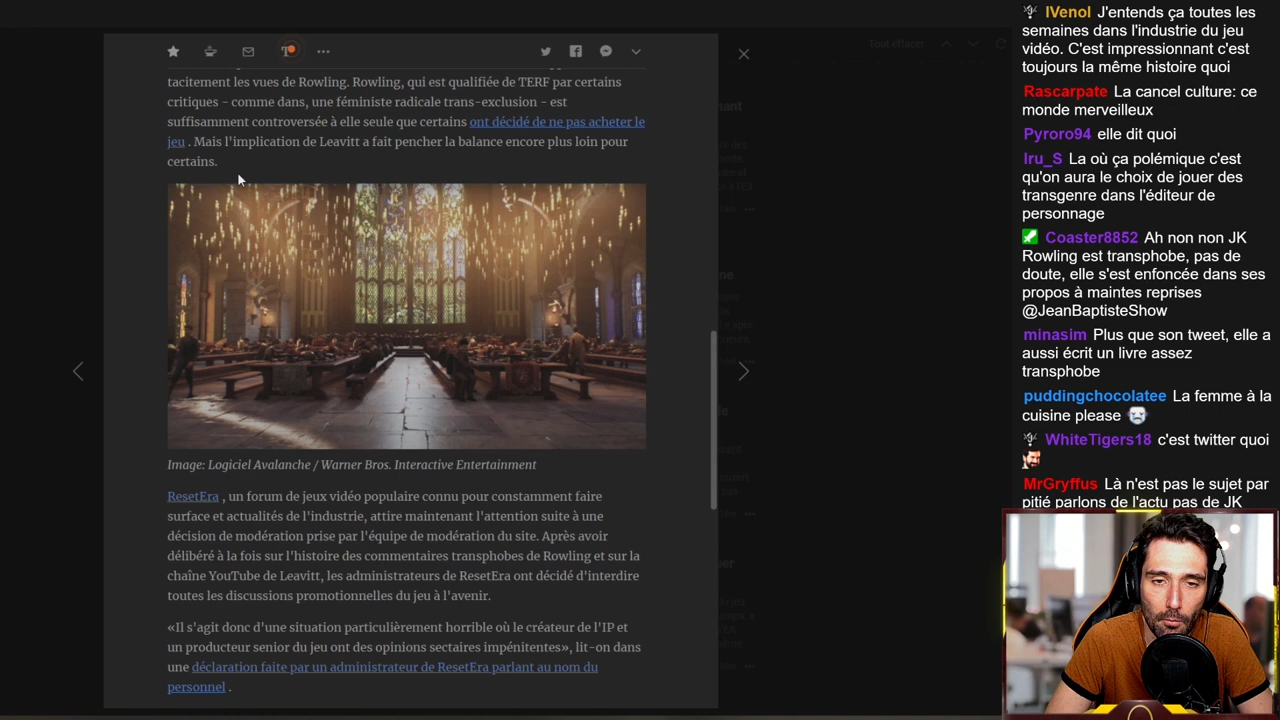 Tout effacer
tacitement les vues de Rowling. Rowling, qui est qualifiée de TERF par certains
critiques - comme dans, une féministe radicale trans-exclusion - est
suffisamment controversée à elle seule que certains ont décidé de ne pas acheter le
jeu . Mais l'implication de Leavitt a fait pencher la balance encore plus loin pour
certains.
Image: Logiciel Avalanche / Warner Bros. Interactive Entertainment
ResetEra , un forum de jeux vidéo populaire connu pour constamment faire
surface et actualités de l'industrie, attire maintenant l'attention suite à une
décision de modération prise par l'équipe de modération du site. Après avoir
délibéré à la fois sur l'histoire des commentaires transphobes de Rowling et sur la
chaîne YouTube de Leavitt, les administrateurs de ResetEra ont décidé d'interdire
toutes les discussions promotionnelles du jeu à l'avenir.
«Il s'agit donc d'une situation particulièrement horrible où le créateur de l'IP et
un producteur senior du jeu ont des opinions sectaires impénitentes», lit-on dans
une déclaration faite par un administrateur de ResetEra parlant au nom du
personnel .
IVenol J'entends ça toutes les
semaines dans l'industrie du jeu
vidéo. C'est impressionnant c'est
toujours la même histoire quoi
Rascarpate La cancel culture: ce
monde merveilleux
Pyroro94 elle dit quoi
Iru_S La où ça polémique c'est
qu'on aura le choix de jouer des
transgenre dans l'éditeur de
personnage
Coaster8852 Ah non non JK
Rowling est transphobe, pas de
doute, elle s'est enfoncée dans ses
propos à maintes reprises
@JeanBaptisteShow
minasim Plus que son tweet, elle a
aussi écrit un livre assez
transphobe
puddingchocolatee La femme à la
cuisine please
WhiteTigers18 c'est twitter quoi
MrGryffus Là n'est pas le sujet par
pitié parlons de l'actu pas de JK